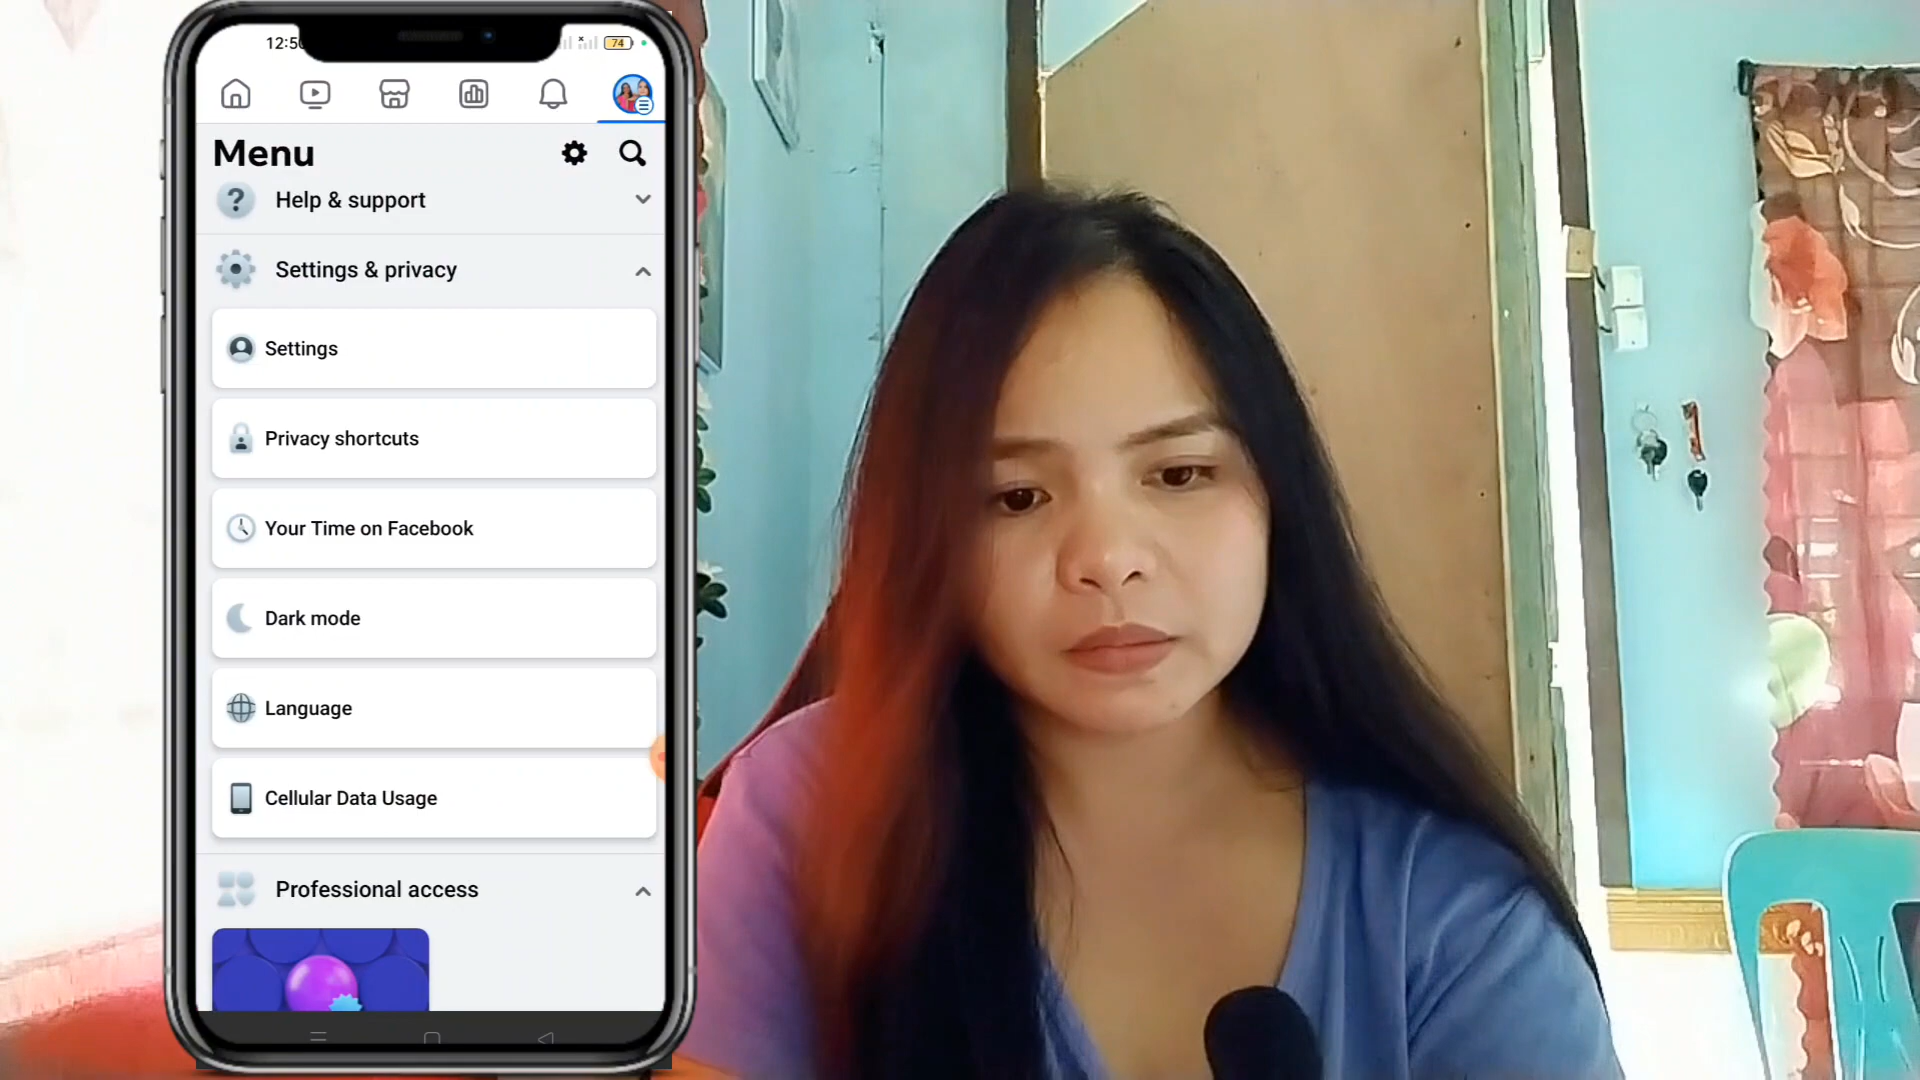 12:50
74
Menu
Help & support
Settings & privacy
Settings
Privacy shortcuts
Your Time on Facebook
Dark mode
Language
Cellular Data Usage
Professional access